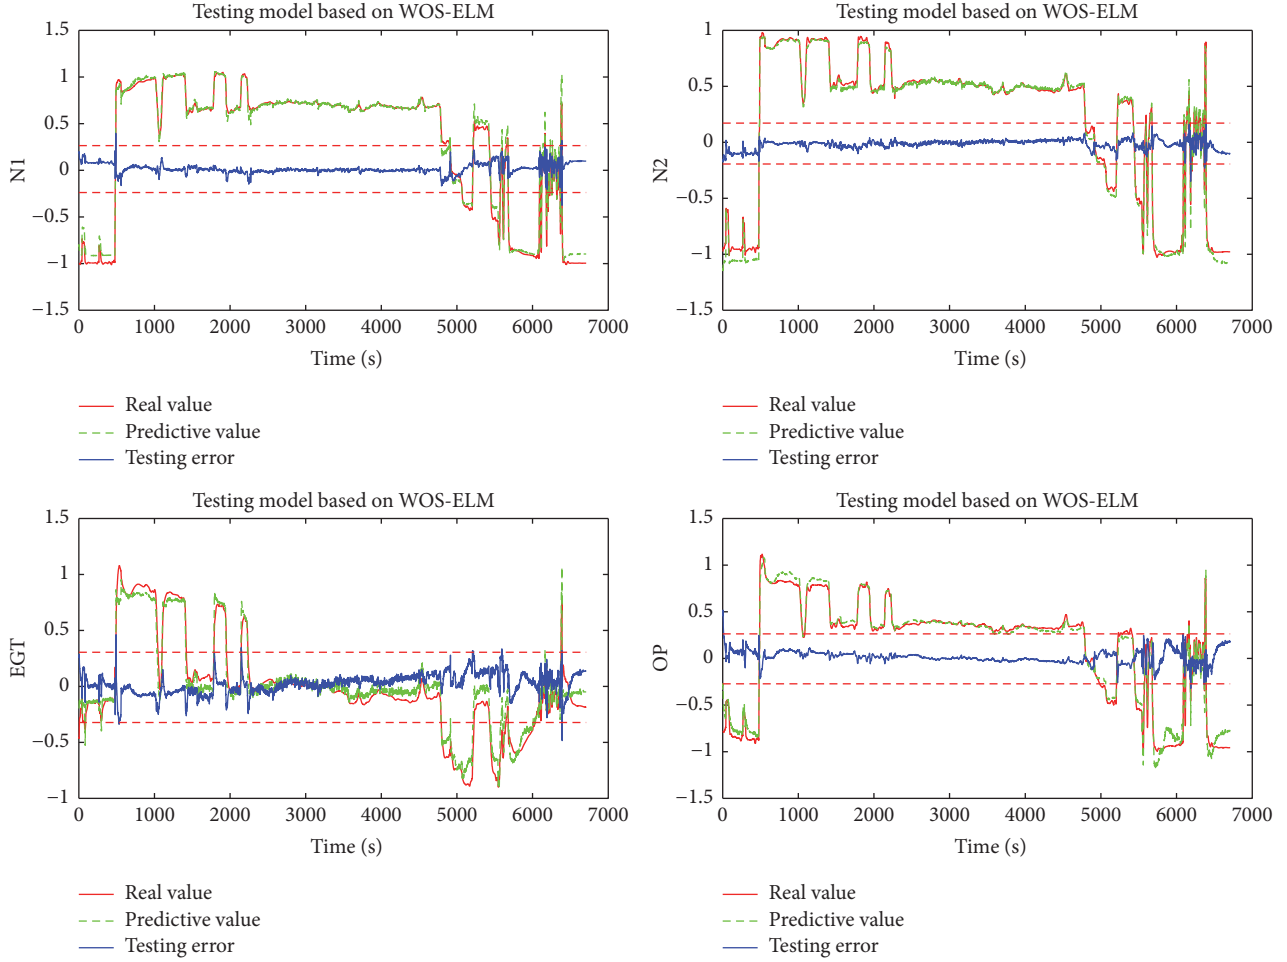 Testing model based on WOS-ELM
1.5
1
0.5
0
−0.5
−1
−1.5
N1
0 1000 2000 3000 4000 5000 6000 7000
Time (s)
Real value
Predictive value
Testing error
Testing model based on WOS-ELM
1
0.5
0
−0.5
−1
−1.5
N2
0 1000 2000 3000 4000 5000 6000 7000
Time (s)
Real value
Predictive value
Testing error
Testing model based on WOS-ELM
1.5
1
0.5
0
−0.5
−1
EGT
0 1000 2000 3000 4000 5000 6000 7000
Time (s)
Real value
Predictive value
Testing error
Testing model based on WOS-ELM
1.5
1
0.5
0
−0.5
−1
−1.5
OP
0 1000 2000 3000 4000 5000 6000 7000
Time (s)
Real value
Predictive value
Testing error